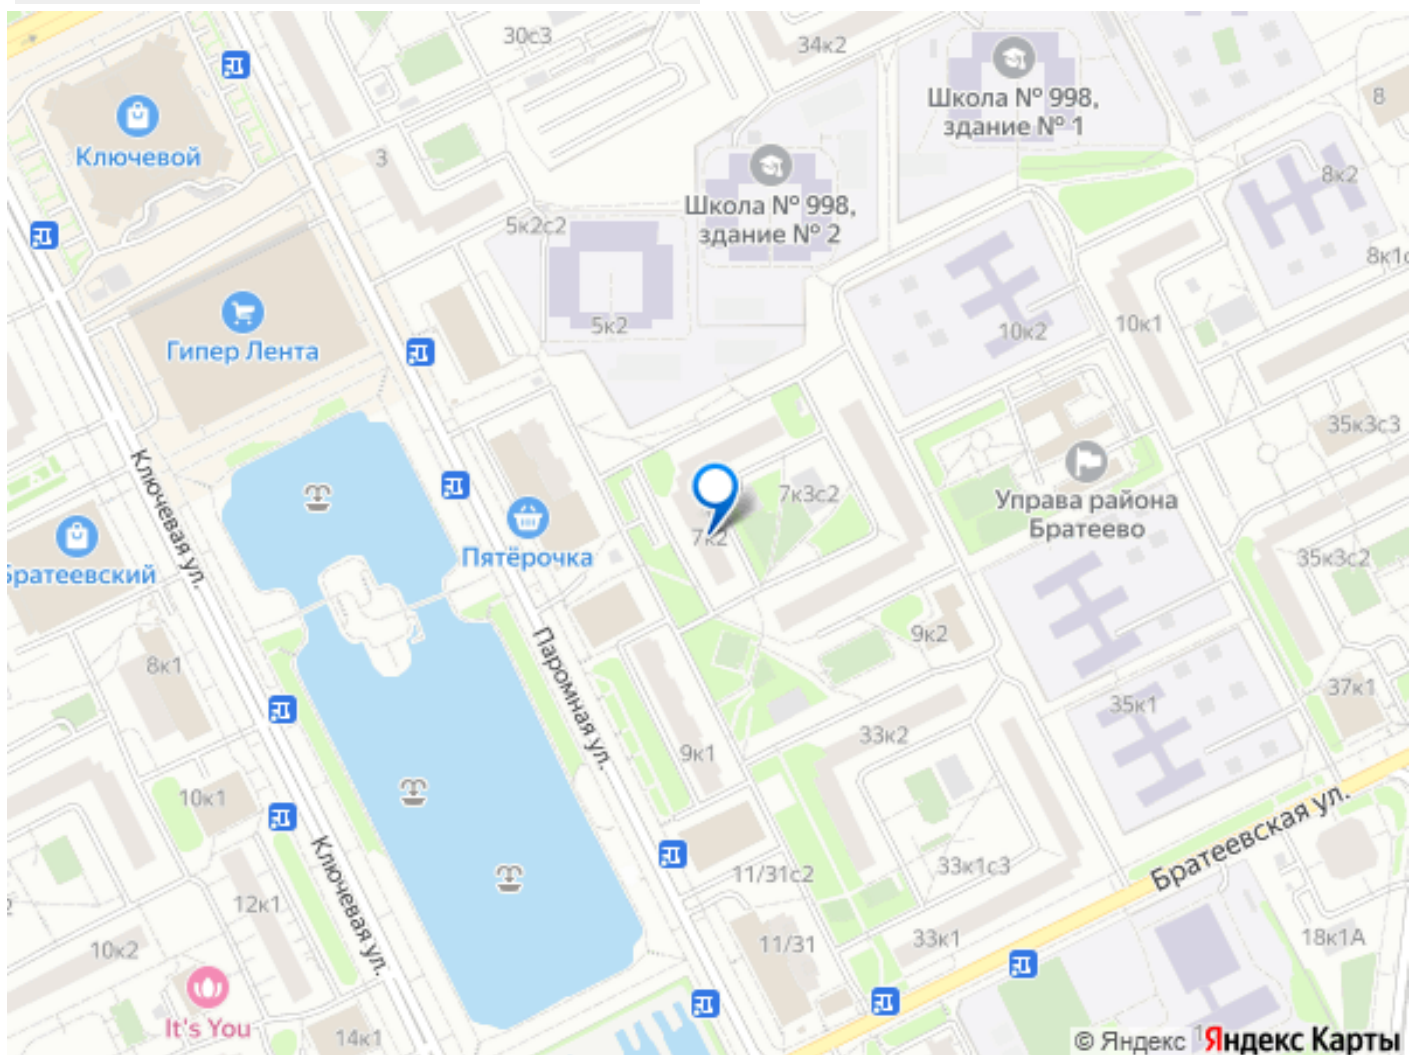 30с3
34к2
Школа № 998,
здание № 1
8
Ключевой
3
8к2
Школа № 998,
здание № 2
5к2с2
5к2
10к2
10к1
Гипер Лента
35к3с3
Ключевая ул.
7к3с2
7к2
Управа района
Братеево
Пятёрочка
Братеевский
35к3с2
Паромная ул.
9к2
8к1
37к1
35к1
33к2
9к1
10к1
Братеевская ул.
Ключевая ул.
11/31с2
33к1с3
12к1
10к2
11/31
33к1
18к1А
It's You
14к1
© Яндекс
Яндекс Карты